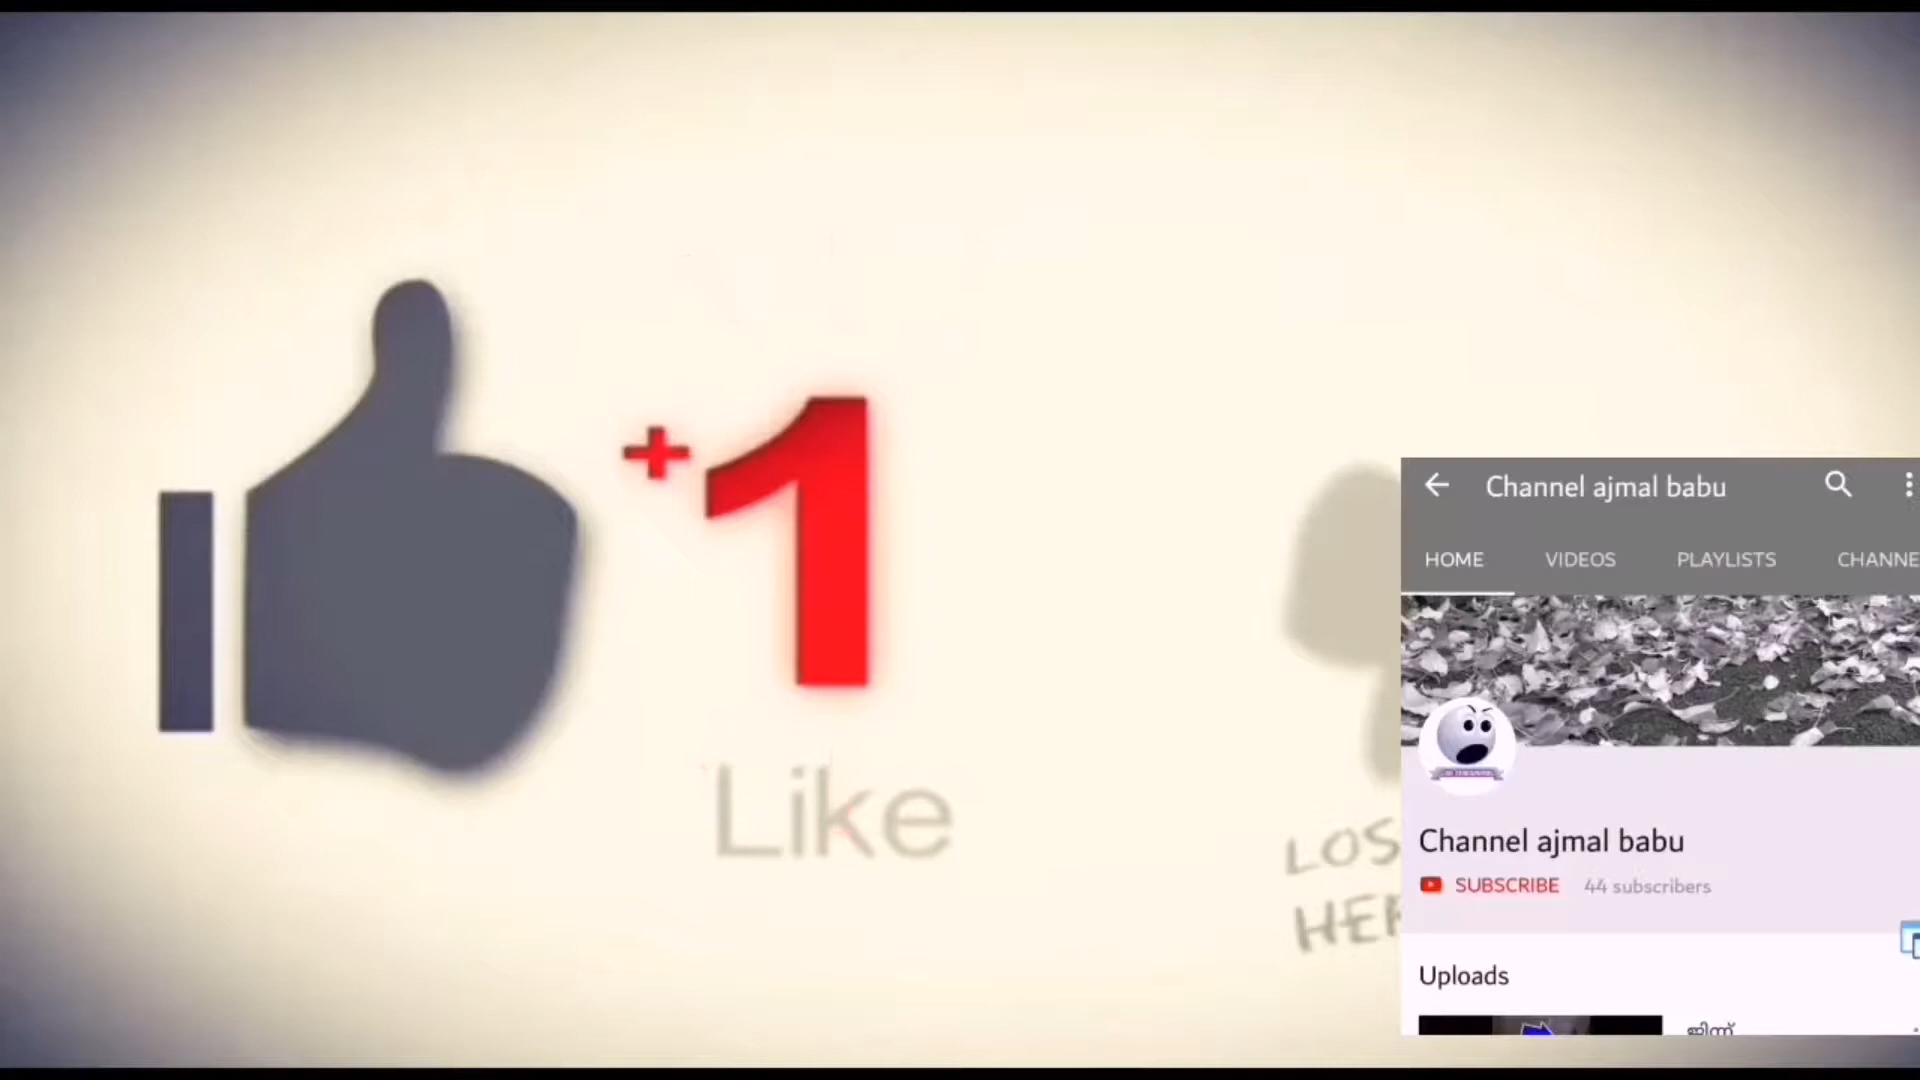 +1
Like
Channel ajmal babu
HOME VIDEOS PLAYLISTS CHANNE
Channel ajmal babu
SUBSCRIBE 44 subscribers
Uploads
ജിന്ന്